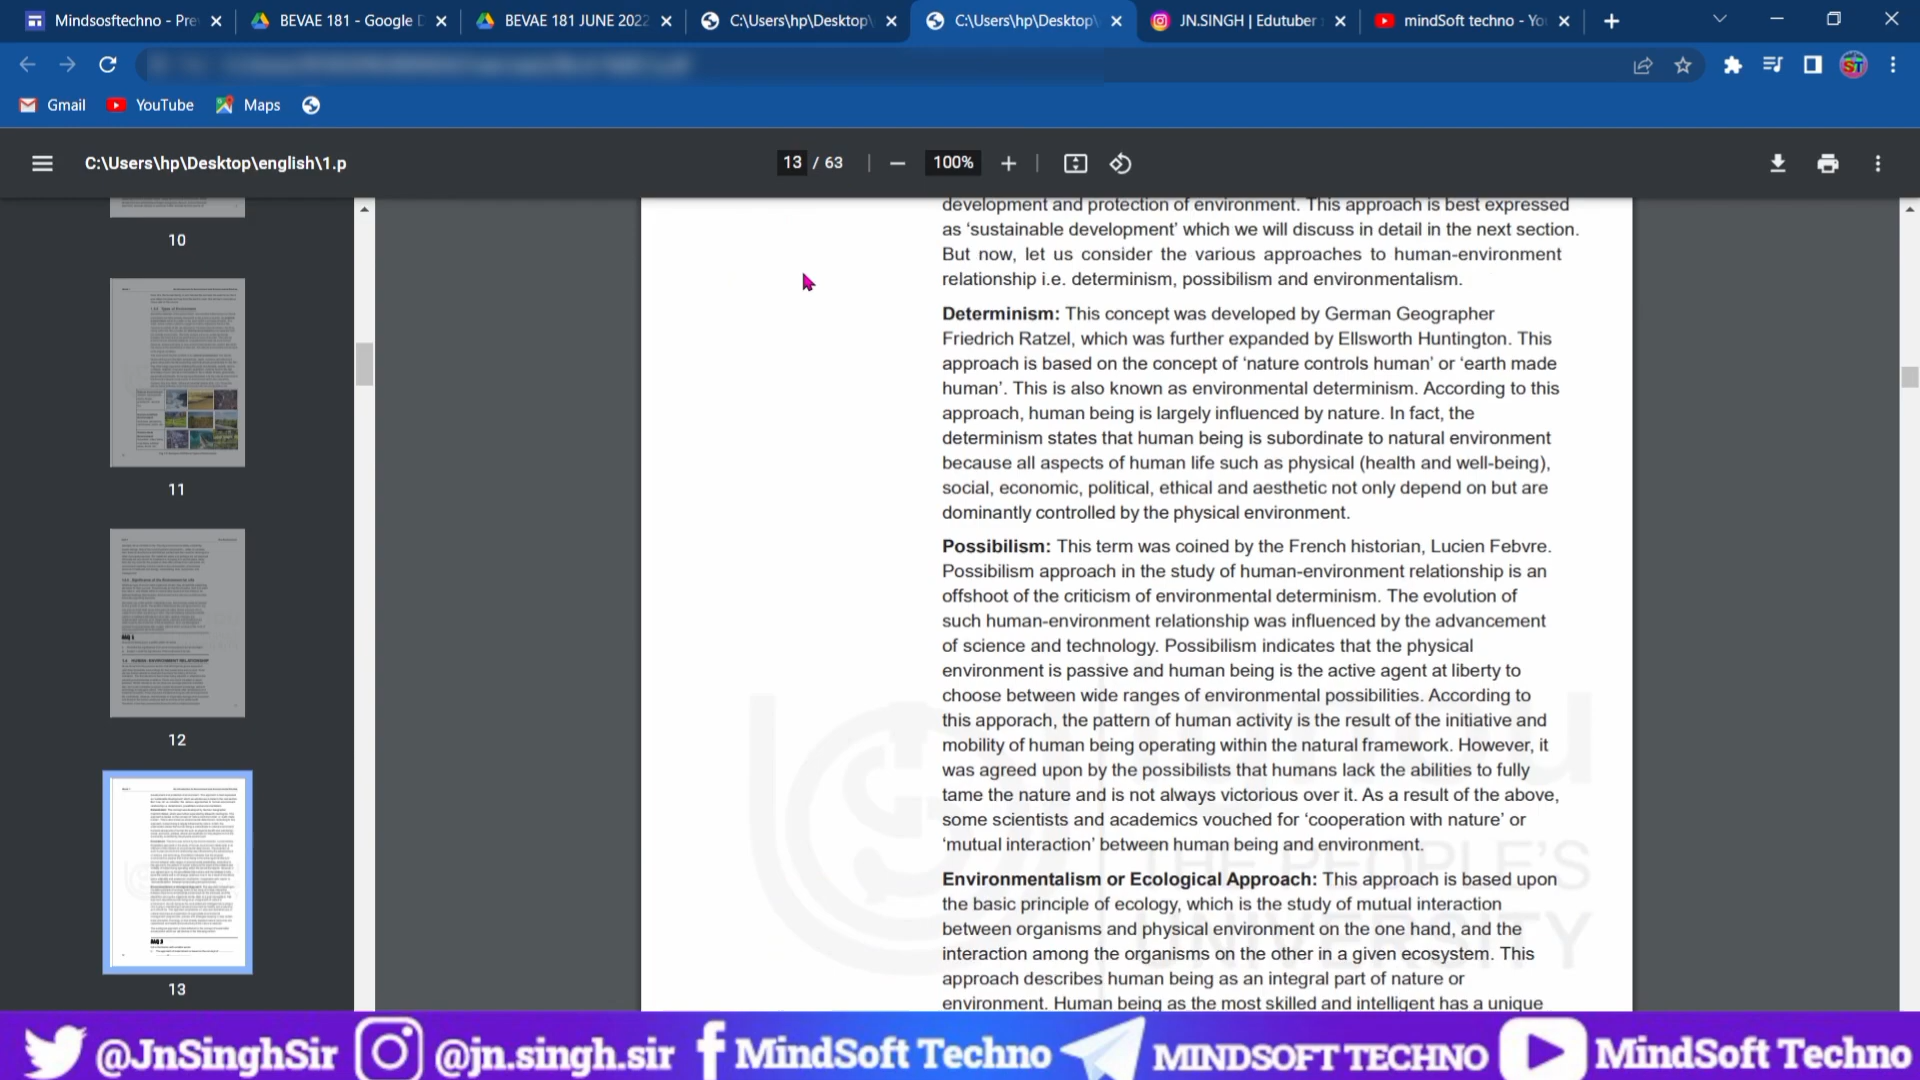 Mindsosftechno - Pre
BEVAE 181 - Google D
BEVAE 181 JUNE 2022
C:\Users\hp\Desktop\
C:\Users\hp\Desktop\
JN.SINGH | Edutuber
mindSoft techno - Yo
Gmail
YouTube
Maps
C:\Users\hp\Desktop\english\1.p
13 / 63
100%
10
11
12
13
development and protection of environment. This approach is best expressed
as ‘sustainable development’ which we will discuss in detail in the next section.
But now, let us consider the various approaches to human-environment
relationship i.e. determinism, possibilism and environmentalism.
Determinism: This concept was developed by German Geographer
Friedrich Ratzel, which was further expanded by Ellsworth Huntington. This
approach is based on the concept of ‘nature controls human’ or ‘earth made
human’. This is also known as environmental determinism. According to this
approach, human being is largely influenced by nature. In fact, the
determinism states that human being is subordinate to natural environment
because all aspects of human life such as physical (health and well-being),
social, economic, political, ethical and aesthetic not only depend on but are
dominantly controlled by the physical environment.
Possibilism: This term was coined by the French historian, Lucien Febvre.
Possibilism approach in the study of human-environment relationship is an
offshoot of the criticism of environmental determinism. The evolution of
such human-environment relationship was influenced by the advancement
of science and technology. Possibilism indicates that the physical
environment is passive and human being is the active agent at liberty to
choose between wide ranges of environmental possibilities. According to
this apporach, the pattern of human activity is the result of the initiative and
mobility of human being operating within the natural framework. However, it
was agreed upon by the possibilists that humans lack the abilities to fully
tame the nature and is not always victorious over it. As a result of the above,
some scientists and academics vouched for ‘cooperation with nature’ or
‘mutual interaction’ between human being and environment.
Environmentalism or Ecological Approach: This approach is based upon
the basic principle of ecology, which is the study of mutual interaction
between organisms and physical environment on the one hand, and the
interaction among the organisms on the other in a given ecosystem. This
approach describes human being as an integral part of nature or
environment. Human being as the most skilled and intelligent has a unique
ignou
THE PEOPLE'S
UNIVERSITY
@JnSinghSir
@jn.singh.sir
MindSoft Techno
MINDSOFT TECHNO
MindSoft Techno